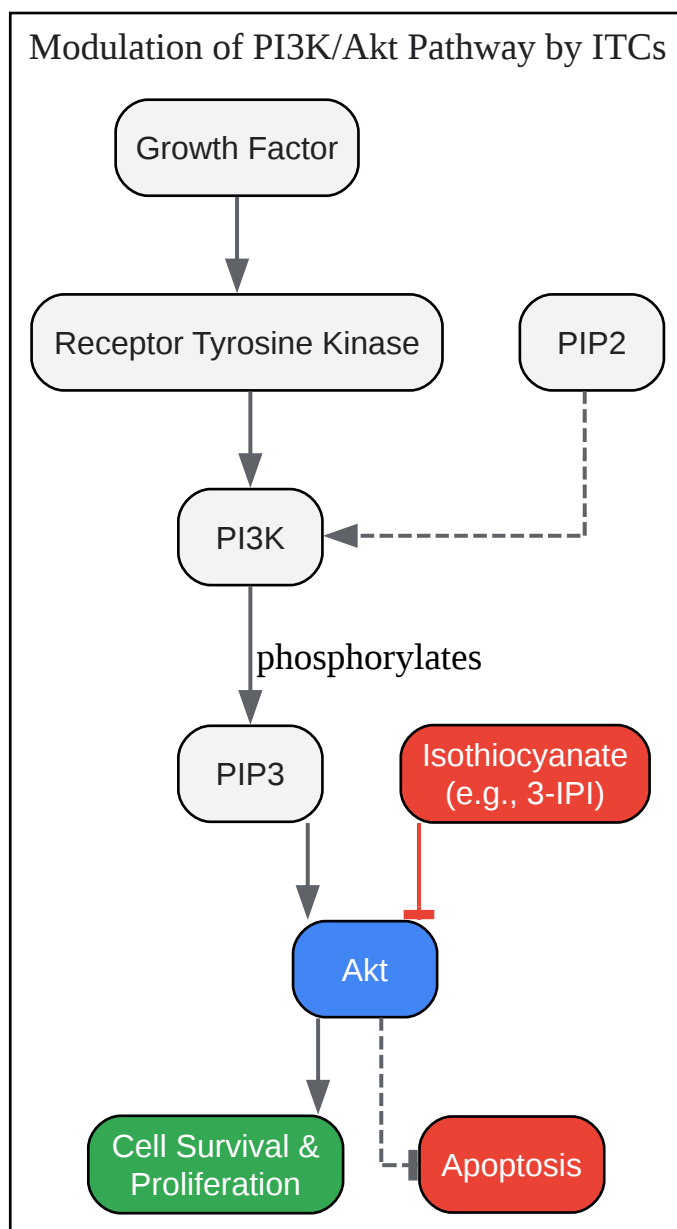 Modulation of PI3K/Akt Pathway by ITCs
Growth Factor
Receptor Tyrosine Kinase
PIP2
PI3K
phosphorylates
PIP3
Isothiocyanate
(e.g., 3-IPI)
Akt
Cell Survival &
Proliferation
Apoptosis